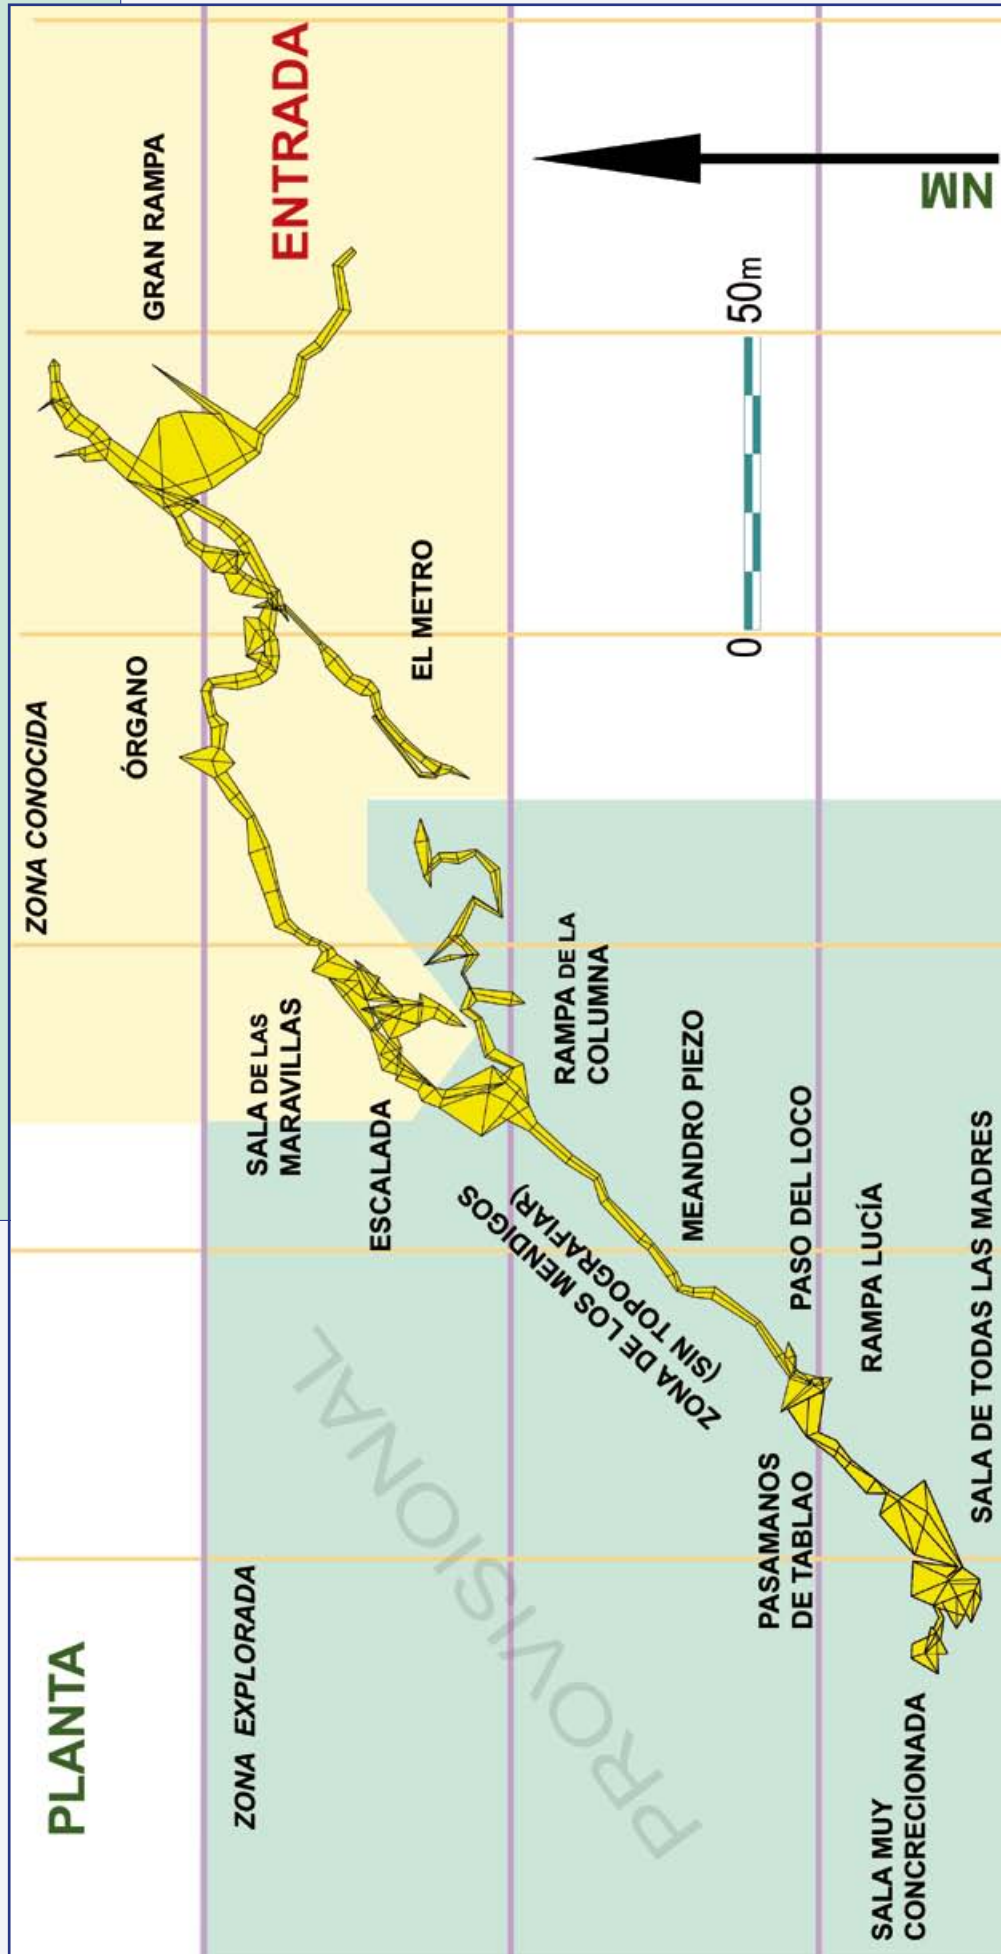 PLANTA
ZONA CONOCIDA
ÓRGANO
GRAN RAMPA
ENTRADA
ZONA EXPLORADA
SALA DE LAS
MARAVILLAS
ESCALADA
EL METRO
ZONA DE LOS MENDIGOS
(SIN TOPOGRAFIAR)
RAMPA DE LA
COLUMNA
MEANDRO PIEZO
PASO DEL LOCO
PASAMANOS
DE TABLAO
RAMPA LUCÍA
SALA MUY
CONCRECIONADA
SALA DE TODAS LAS MADRES
0
50m
NM
PROVISIONAL